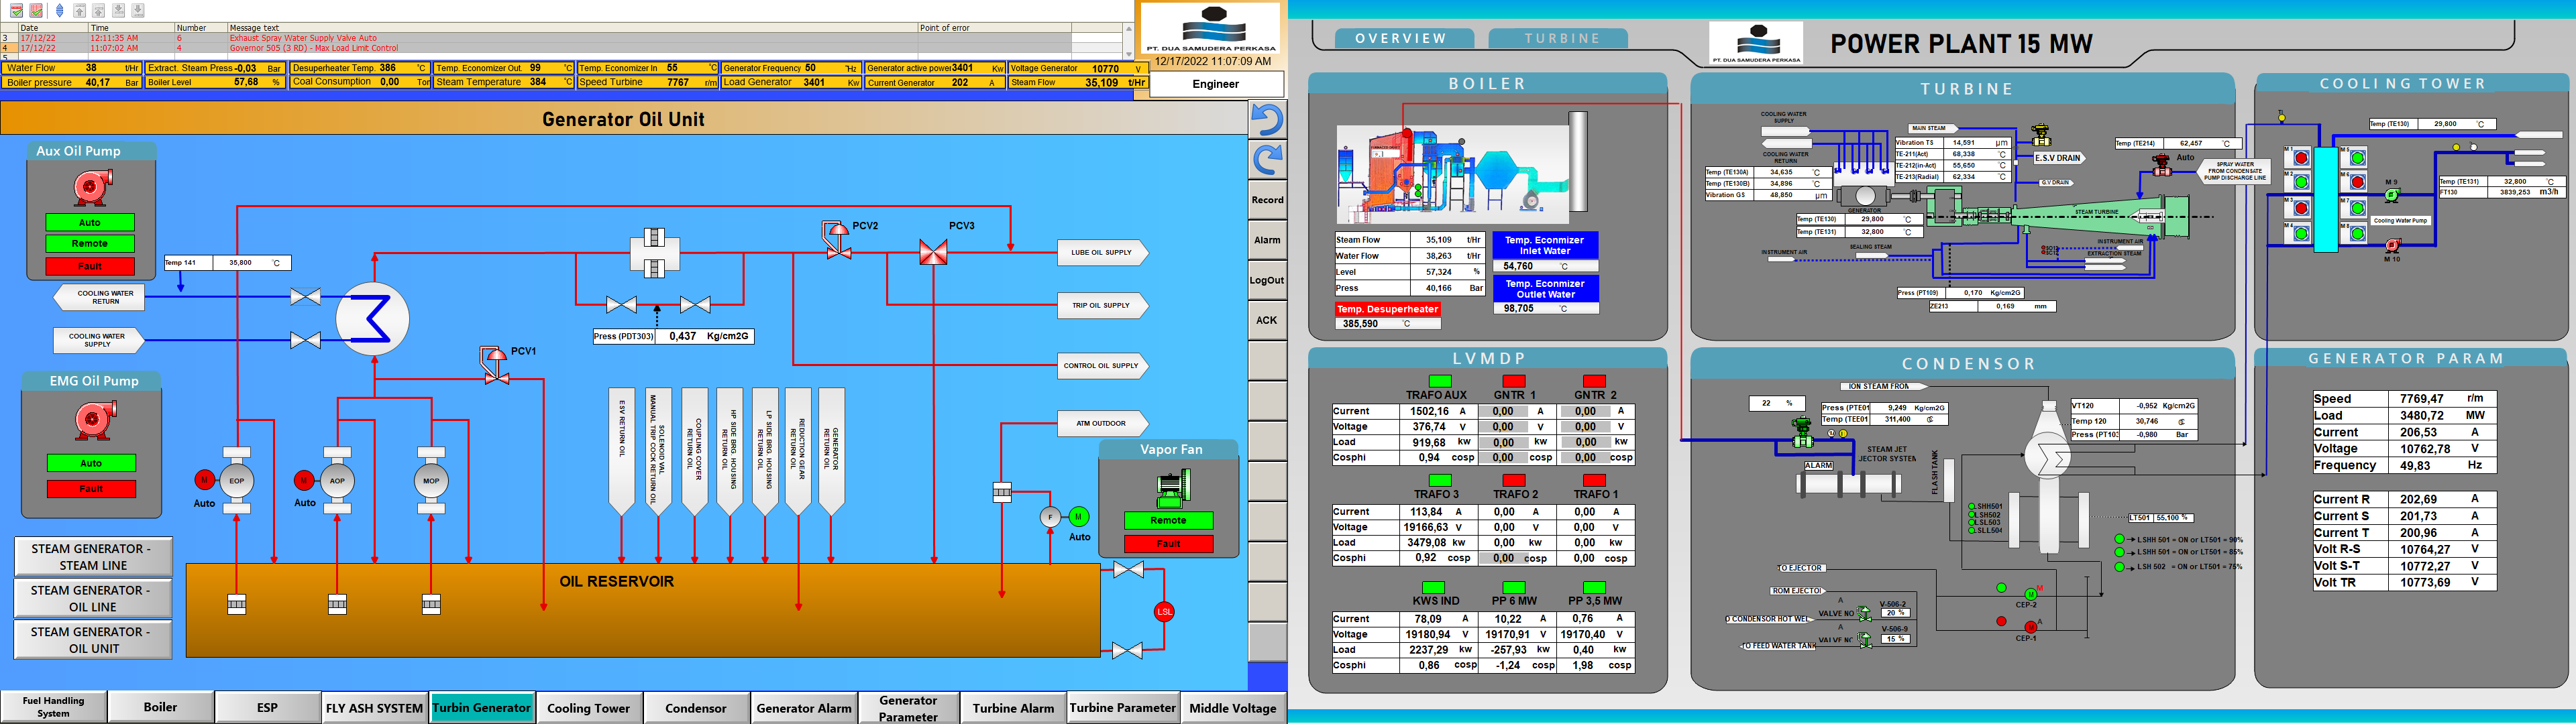 Date Time Number Message text Point of error
3 17/12/22 12:11:35 AM 6 Exhaust Spray Water Supply Valve Auto
4 17/12/22 11:07:02 AM 4 Governor 505 (3 RD) - Max Load Limit Control
5
PT. DUA SAMUDERA PERKASA
12/17/2022 11:07:09 AM
Engineer
Water Flow 38 t/Hr
Extract. Steam Press -0,03 Bar
Desuperheater Temp. 386 °C
Temp. Economizer Out. 99 °C
Temp. Economizer In 55 °C
Generator Frequency 50 Hz
Generator active power 3401 Kw
Voltage Generator 10770 V
Boiler pressure 40,17 Bar
Boiler Level 57,68 %
Coal Consumption 0,00 Ton
Steam Temperature 384 °C
Speed Turbine 7767 r/m
Load Generator 3401 Kw
Current Generator 202 A
Steam Flow 35,109 t/Hr
Generator Oil Unit
Aux Oil Pump
Auto
Remote
Fault
Temp 141 35,800 °C
COOLING WATER
RETURN
COOLING WATER
SUPPLY
EMG Oil Pump
Auto
Fault
PCV1
PCV2
PCV3
Press (PDT303) 0,437 Kg/cm2G
LUBE OIL SUPPLY
TRIP OIL SUPPLY
CONTROL OIL SUPPLY
ATM OUTDOOR
M EOP
Auto
M AOP
Auto
MOP
ESV RETURN OIL
SOLENOID VAL
MANUAL TRIP COCK RETURN OIL
COUPLING COVER
RETURN OIL
HP SIDE BRG. HOUSING
RETURN OIL
LP SIDE BRG. HOUSING
RETURN OIL
REDUCTION GEAR
RETURN OIL
GENERATOR
RETURN OIL
F M
Auto
Vapor Fan
Remote
Fault
LSL
OIL RESERVOIR
STEAM GENERATOR -
STEAM LINE
STEAM GENERATOR -
OIL LINE
STEAM GENERATOR -
OIL UNIT
Record
Alarm
LogOut
ACK
Fuel Handling
System
Boiler
ESP
FLY ASH SYSTEM
Turbin Generator
Cooling Tower
Condensor
Generator Alarm
Generator
Parameter
Turbine Alarm
Turbine Parameter
Middle Voltage
OVERVIEW
TURBINE
PT. DUA SAMUDERA PERKASA
POWER PLANT 15 MW
BOILER
Steam Flow 35,109 t/Hr
Water Flow 38,263 t/Hr
Level 57,324 %
Press 40,166 Bar
Temp. Desuperheater
385,590 °C
Temp. Econmizer
Inlet Water
54,760 °C
Temp. Econmizer
Outlet Water
98,705 °C
TURBINE
COOLING WATER
SUPPLY
COOLING WATER
RETURN
Temp (TE130A) 34,635 °C
Temp (TE130B) 34,896 °C
Vibration GS 48,850 µm
MAIN STEAM
Vibration TS 14,591 µm
TE-211(Act) 68,338 °C
TE-212(in-Act) 55,650 °C
TE-213(Radial) 62,334 °C
E.S.V DRAIN
G.V DRAIN
Temp (TE214) 62,457 °C
Auto
SPRAY WATER
FROM CONDENSATE
PUMP DISCHARGE LINE
GENERATOR
Temp (TE130) 29,800 °C
Temp (TE131) 32,800 °C
STEAM TURBINE
SEALING STEAM
INSTRUMENT AIR
INSTRUMENT AIR
EXTRACTION STEAM
Press (PT109) 0,170 Kg/cm2G
ZE213 0,169 mm
COOLING TOWER
Temp (TE130) 29,800 °C
Temp (TE131) 32,800 °C
FT130 3839,253 m3/h
M 1
M 2
M 3
M 4
M 5
M 6
M 7
M 8
M 9
Cooling Water Pump
M 10
LVMDP
TRAFO AUX GNTR 1 GNTR 2
Current 1502,16 A 0,00 A 0,00 A
Voltage 376,74 V 0,00 V 0,00 V
Load 919,68 kw 0,00 kw 0,00 kw
Cosphi 0,94 cosp 0,00 cosp 0,00 cosp
TRAFO 3 TRAFO 2 TRAFO 1
Current 113,84 A 0,00 A 0,00 A
Voltage 19166,63 V 0,00 V 0,00 V
Load 3479,08 kw 0,00 kw 0,00 kw
Cosphi 0,92 cosp 0,00 cosp 0,00 cosp
KWS IND PP 6 MW PP 3,5 MW
Current 78,09 A 10,22 A 0,76 A
Voltage 19180,94 V 19170,91 V 19170,40 V
Load 2237,29 kw -257,93 kw 0,40 kw
Cosphi 0,86 cosp -1,24 cosp 1,98 cosp
CONDENSOR
ION STEAM FROM
22 %
Press (PTE01 9,249 Kg/cm2G
Temp (TEE01 311,400 °C
VT120 -0,952 Kg/cm2G
Temp 120 30,746 °C
Press (PT103 -0,980 Bar
ALARM
STEAM JET
JECTOR SYSTEM
FLASH TANK
LSHH501
LSH502
LSL503
SLL504
LT501 55,100 %
LSHH 501 = ON or LT501 = 90%
LSHH 501 = ON or LT501 = 85%
LSH 502 = ON or LT501 = 75%
TO EJECTOR
ROM EJECTOR
A V-506-2
VALVE NO 20 %
O CONDENSOR HOT WEL
A V-506-9
VALVE NC 15 %
TO FEED WATER TANK
M
CEP-2
M A
CEP-1
GENERATOR PARAM
Speed 7769,47 r/m
Load 3480,72 MW
Current 206,53 A
Voltage 10762,78 V
Frequency 49,83 Hz
Current R 202,69 A
Current S 201,73 A
Current T 200,96 A
Volt R-S 10764,27 V
Volt S-T 10772,27 V
Volt TR 10773,69 V